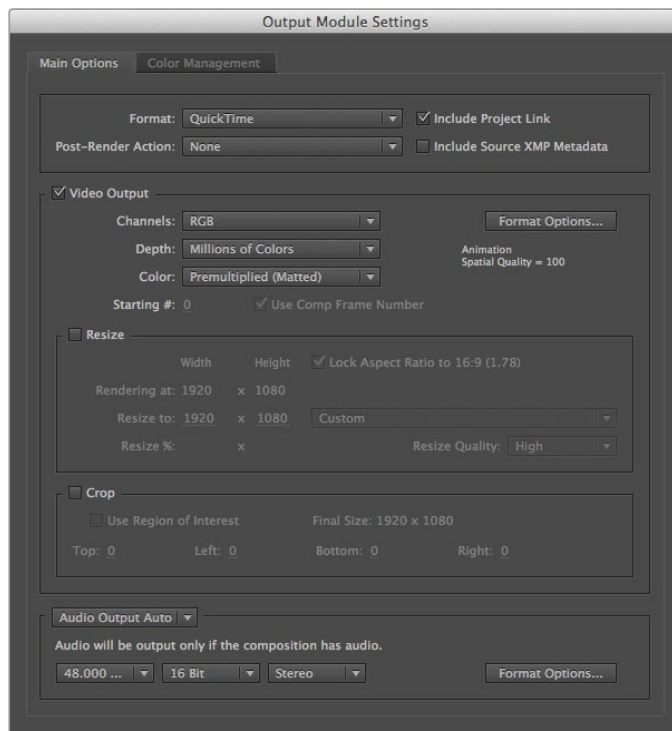 Output Module Settings
Main Options Color Management
Format: QuickTime Include Project Link
Post-Render Action: None Include Source XMP Metadata
Video Output
Channels: RGB Format Options...
Depth: Millions of Colors Animation
Spatial Quality = 100
Color: Premultiplied (Matted)
Starting #: 0 Use Comp Frame Number
Resize
Width Height Lock Aspect Ratio to 16:9 (1.78)
Rendering at: 1920 x 1080
Resize to: 1920 x 1080 Custom
Resize %: x Resize Quality: High
Crop
Use Region of Interest Final Size: 1920 x 1080
Top: 0 Left: 0 Bottom: 0 Right: 0
Audio Output Auto
Audio will be output only if the composition has audio.
48.000 ... 16 Bit Stereo Format Options...